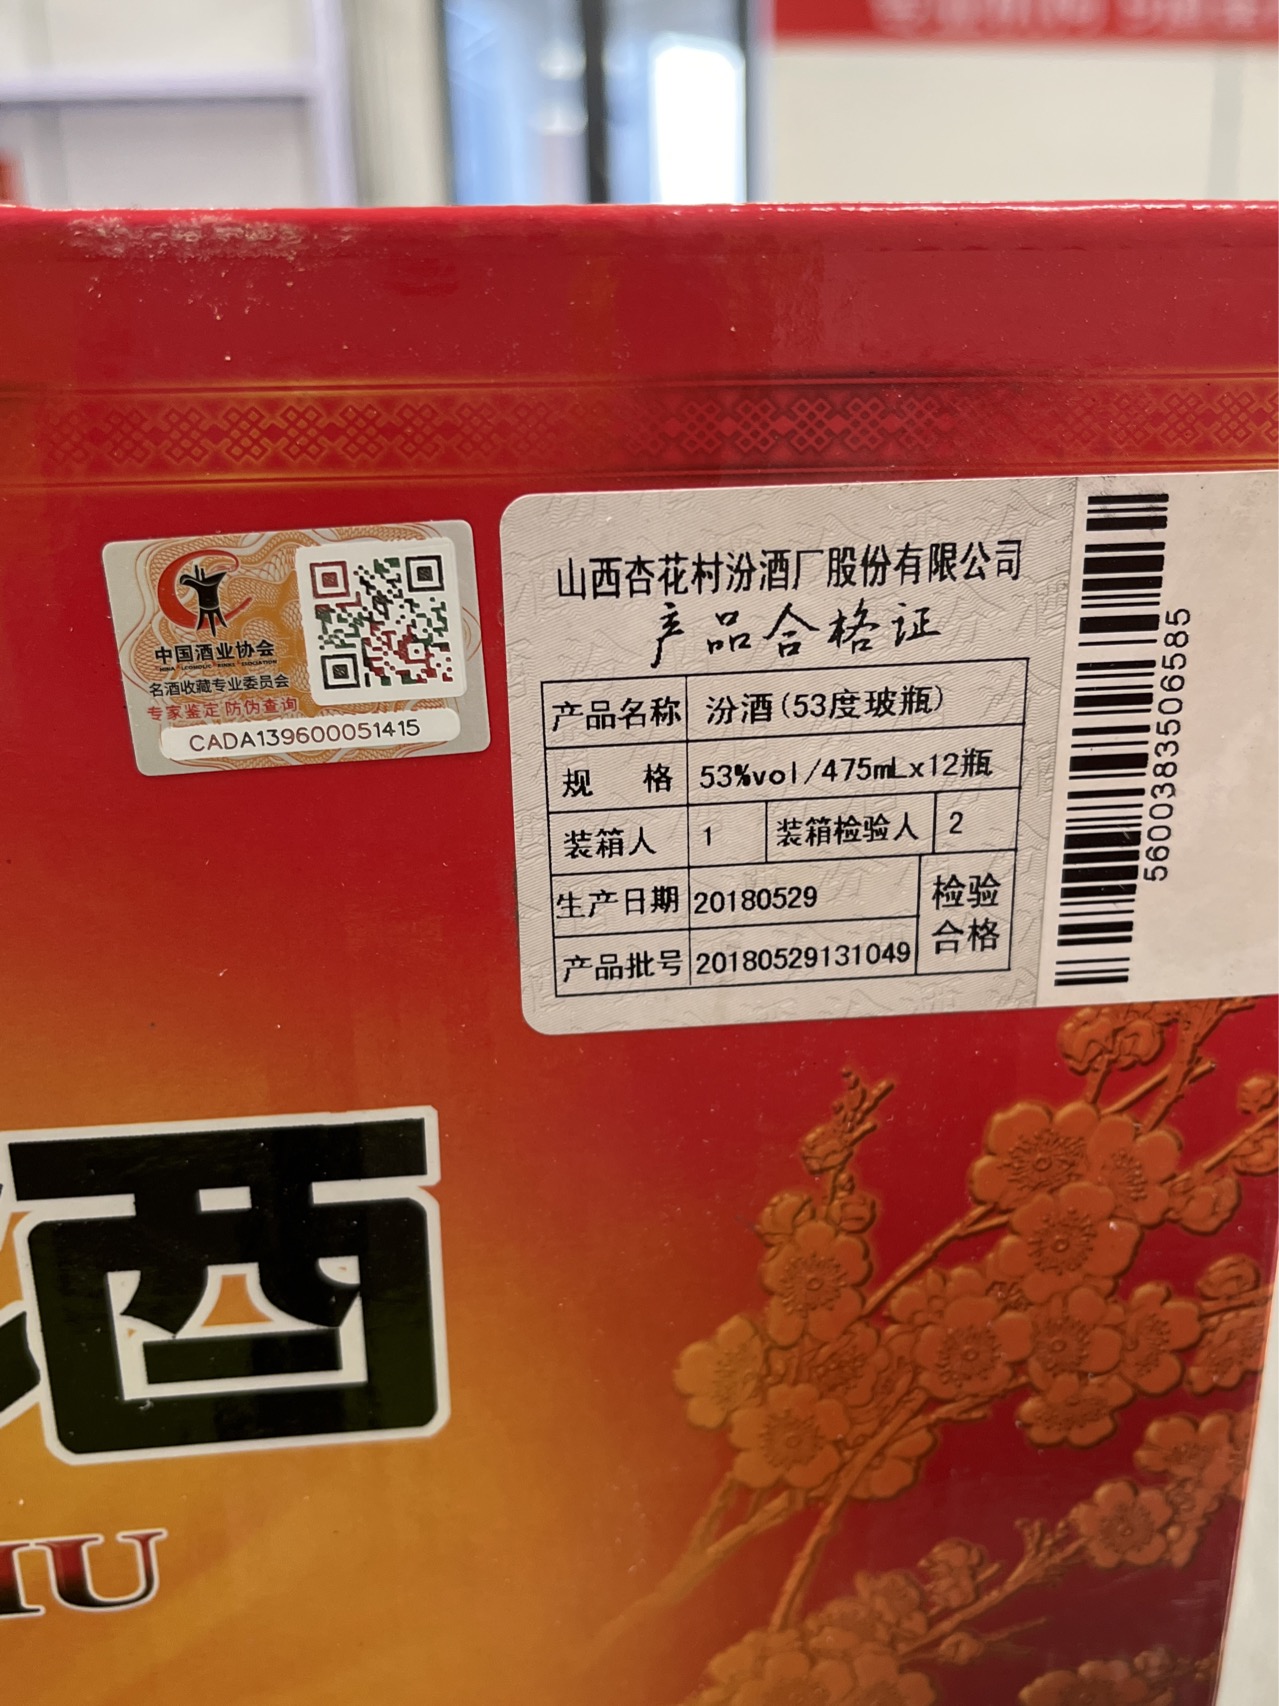 中国酒业协会
名酒收藏专业委员会
专家鉴定 防伪查询
CADA139600051415
山西杏花村汾酒厂股份有限公司
产品合格证
产品名称 汾酒(53度玻瓶)
规 格 53%vol/475mLx12瓶
装箱人 1 装箱检验人 2
生产日期 20180529 检验
产品批号 20180529131049 合格
5600383506585
酒
IU